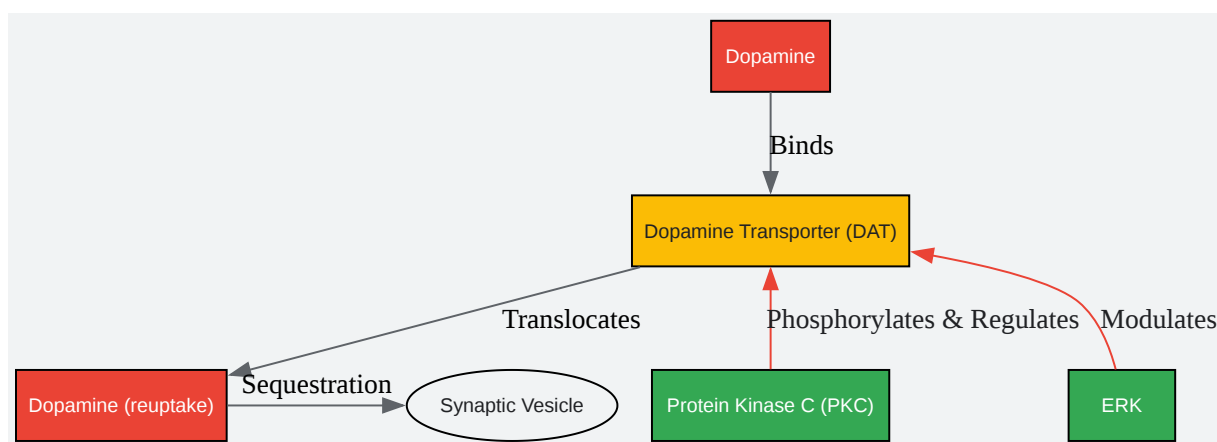 Dopamine
Binds
Dopamine Transporter (DAT)
Translocates
Phosphorylates & Regulates
Modulates
Dopamine (reuptake)
Sequestration
Synaptic Vesicle
Protein Kinase C (PKC)
ERK